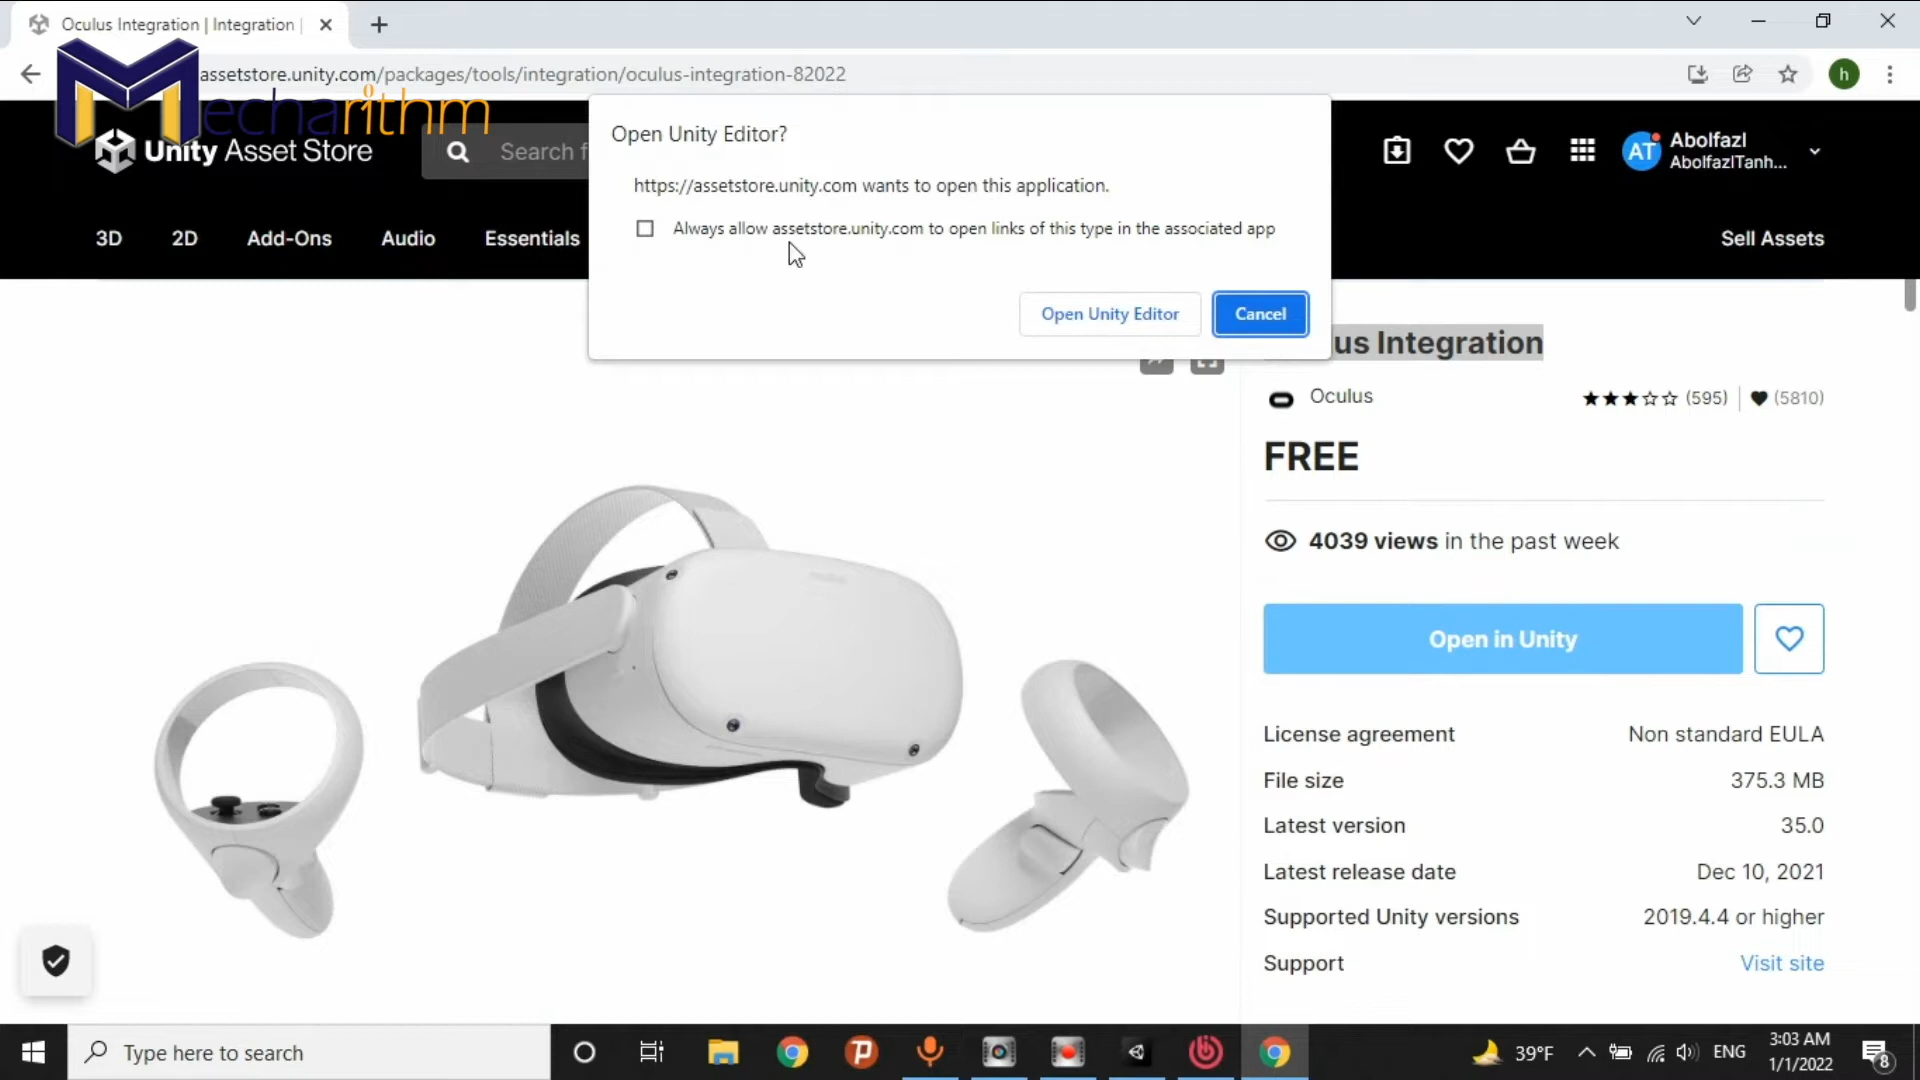 Oculus Integration | Integration |
assetstore.unity.com/packages/tools/integration/oculus-integration-82022
h
Mecharithm
Unity Asset Store
Search f
Open Unity Editor?
https://assetstore.unity.com wants to open this application.
Always allow assetstore.unity.com to open links of this type in the associated app
Open Unity Editor
Cancel
AT
Abolfazl
AbolfazlTanh...
3D
2D
Add-Ons
Audio
Essentials
Sell Assets
us Integration
Oculus
(595)
(5810)
FREE
4039 views in the past week
Open in Unity
License agreement
Non standard EULA
File size
375.3 MB
Latest version
35.0
Latest release date
Dec 10, 2021
Supported Unity versions
2019.4.4 or higher
Support
Visit site
Type here to search
39°F
ENG
3:03 AM
1/1/2022
8